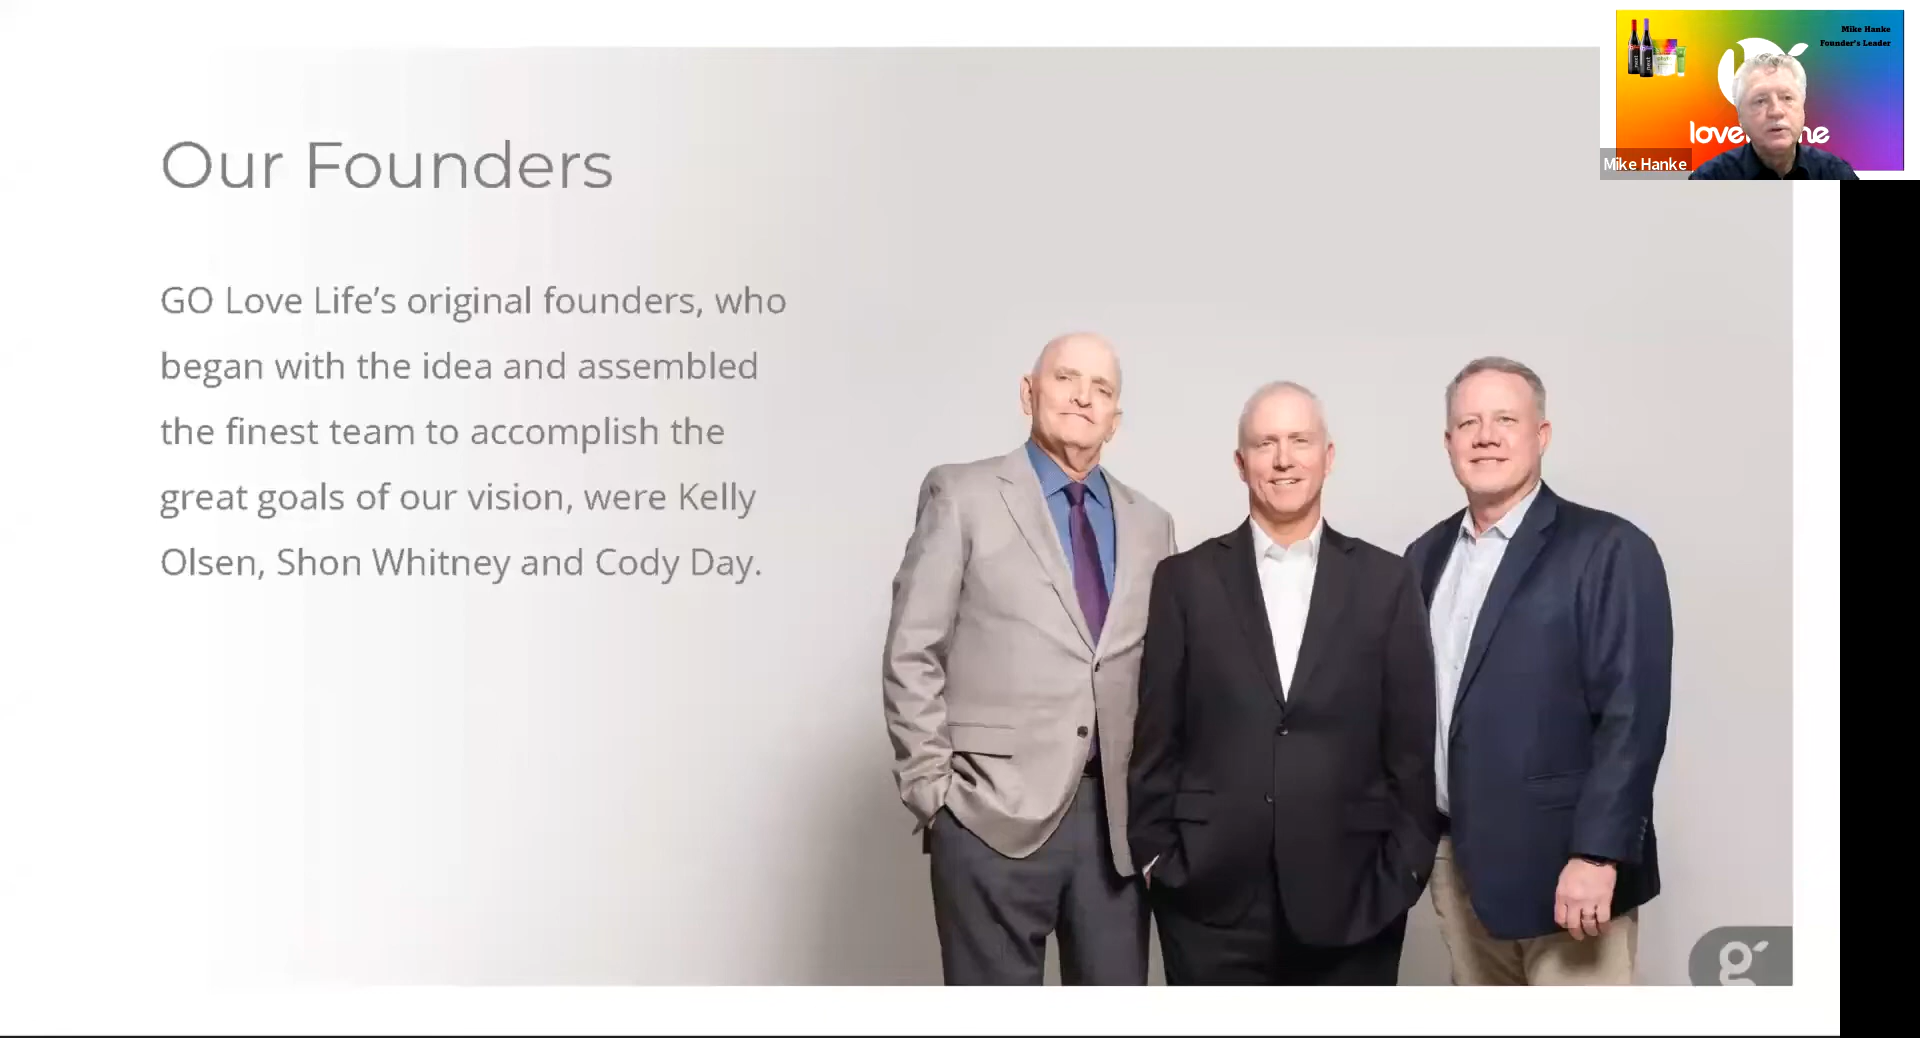 Our Founders
GO Love Life’s original founders, who
began with the idea and assembled
the finest team to accomplish the
great goals of our vision, were Kelly
Olsen, Shon Whitney and Cody Day.
Mike Hanke
Founder's Leader
Mike Hanke